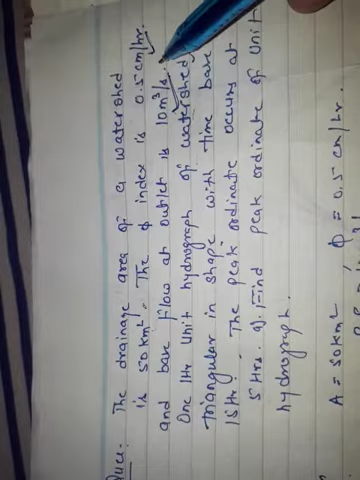 Que:- The drainage area of a watershed
is 50 km². The ϕ index is 0.5 cm/hr.
and base flow at outlet is 10 m³/s.
One 1Hr unit hydrograph of watershed
triangular in shape with time base
15 Hr. The peak ordinate occurs at
5 Hrs. Find peak ordinate of unit
hydrograph.
A = 50 km² ϕ = 0.5 cm/hr.